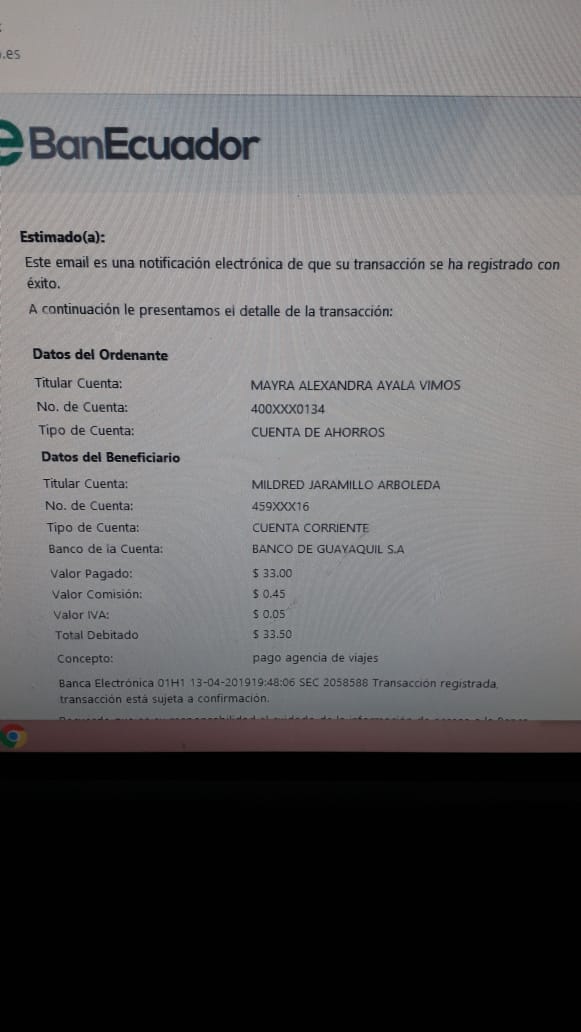 .es
BanEcuador
Estimado(a):
Este email es una notificación electrónica de que su transacción se ha registrado con
éxito.
A continuación le presentamos el detalle de la transacción:
Datos del Ordenante
Titular Cuenta: MAYRA ALEXANDRA AYALA VIMOS
No. de Cuenta: 400XXX0134
Tipo de Cuenta: CUENTA DE AHORROS
Datos del Beneficiario
Titular Cuenta: MILDRED JARAMILLO ARBOLEDA
No. de Cuenta: 459XXX16
Tipo de Cuenta: CUENTA CORRIENTE
Banco de la Cuenta: BANCO DE GUAYAQUIL S.A
Valor Pagado: $ 33.00
Valor Comisión: $ 0.45
Valor IVA: $ 0.05
Total Debitado $ 33.50
Concepto: pago agencia de viajes
Banca Electrónica 01H1 13-04-201919:48:06 SEC 2058588 Transacción registrada,
transacción está sujeta a confirmación.